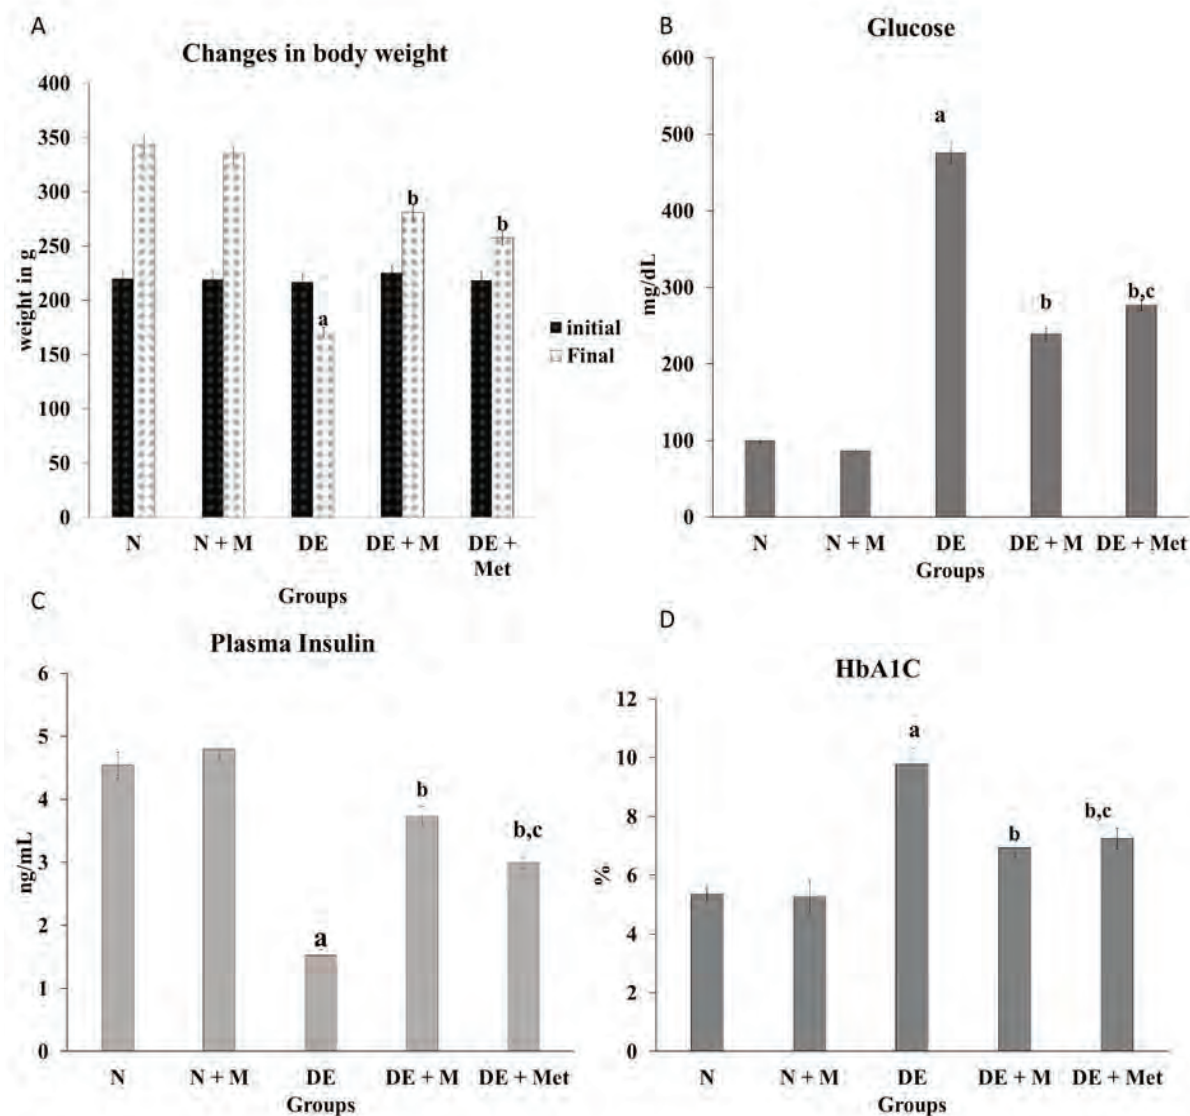 A
Changes in body weight
400
350
300
250
200
150
100
50
0
weight in g
b
b
a
initial
Final
N N + M DE DE + M DE +
Met
Groups
B
Glucose
600
500
400
300
200
100
0
mg/dL
a
b
b,c
N N + M DE DE + M DE + Met
Groups
C
Plasma Insulin
6
5
4
3
2
1
0
ng/mL
a
b
b,c
N N + M DE DE + M DE + Met
Groups
D
HbA1C
12
10
8
6
4
2
0
%
a
b
b,c
N N + M DE DE + M DE + Met
Groups